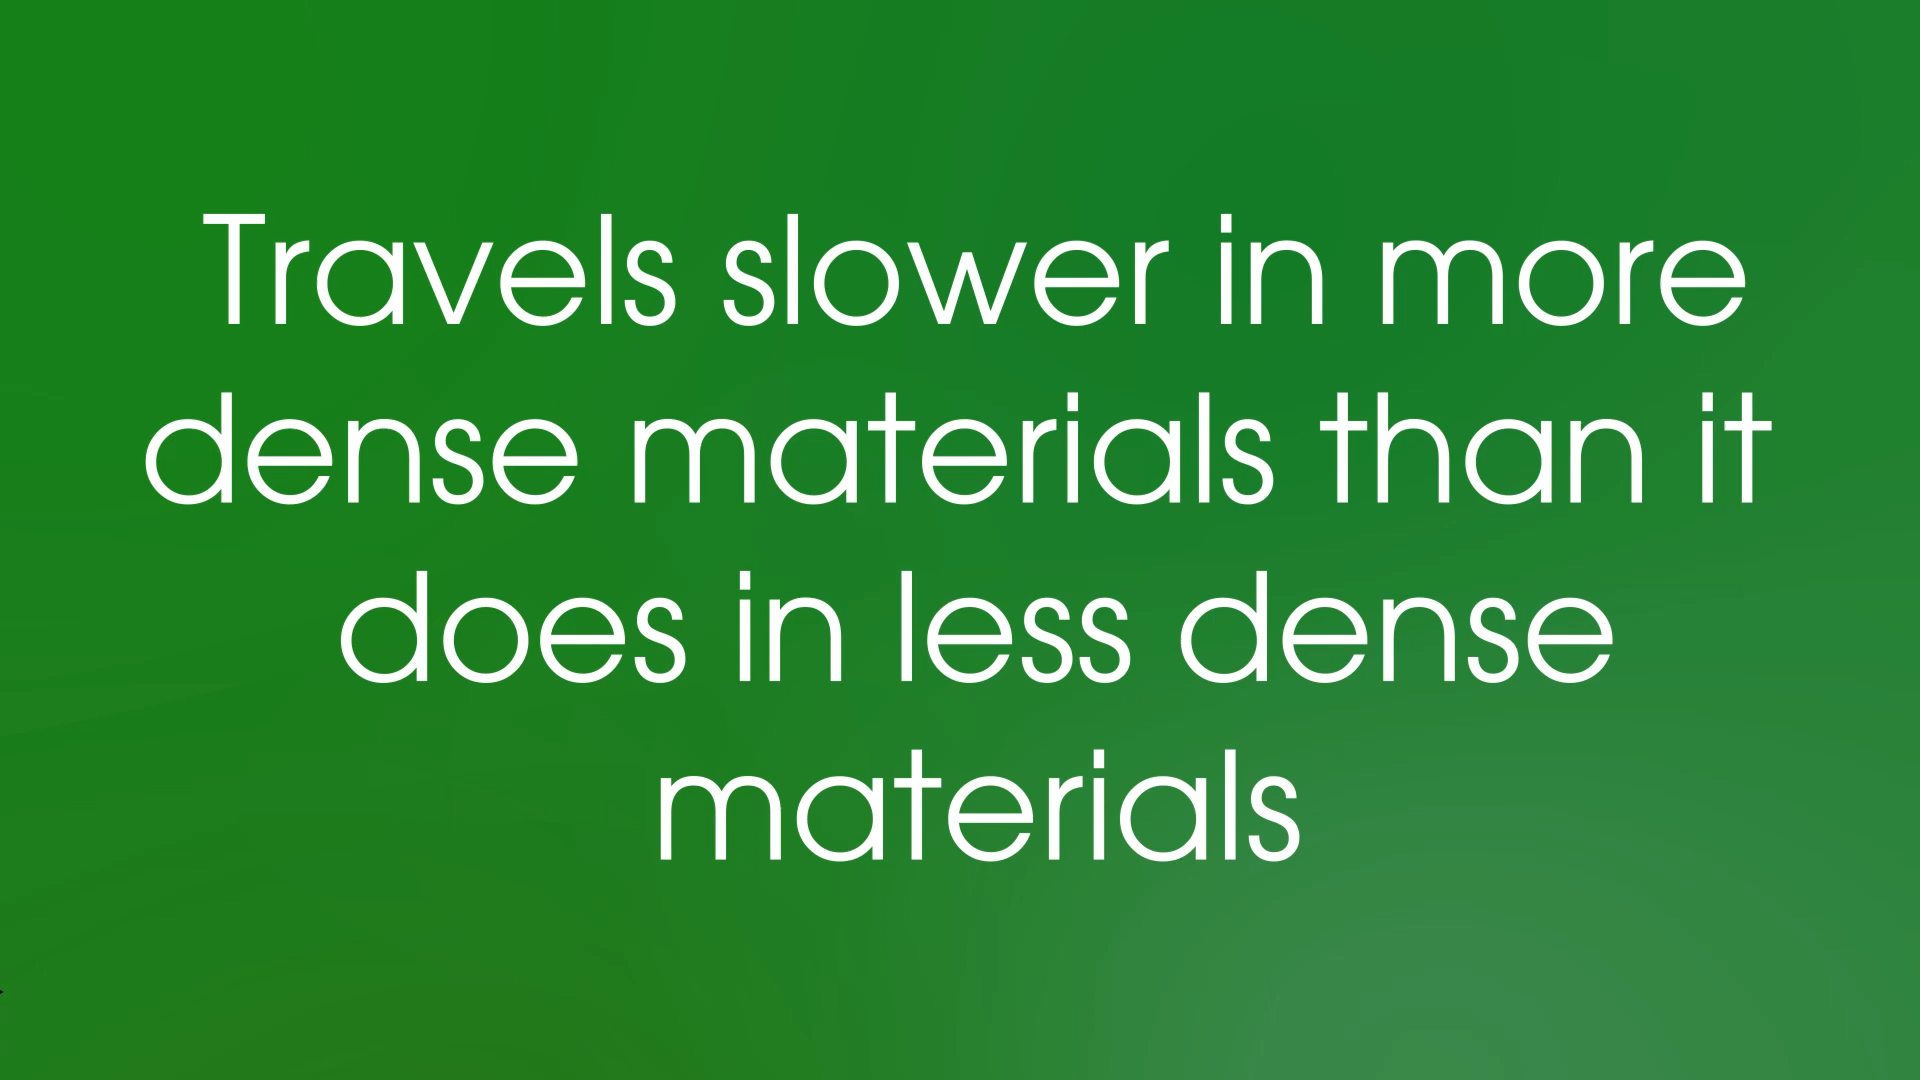 Travels slower in more
dense materials than it
does in less dense
materials